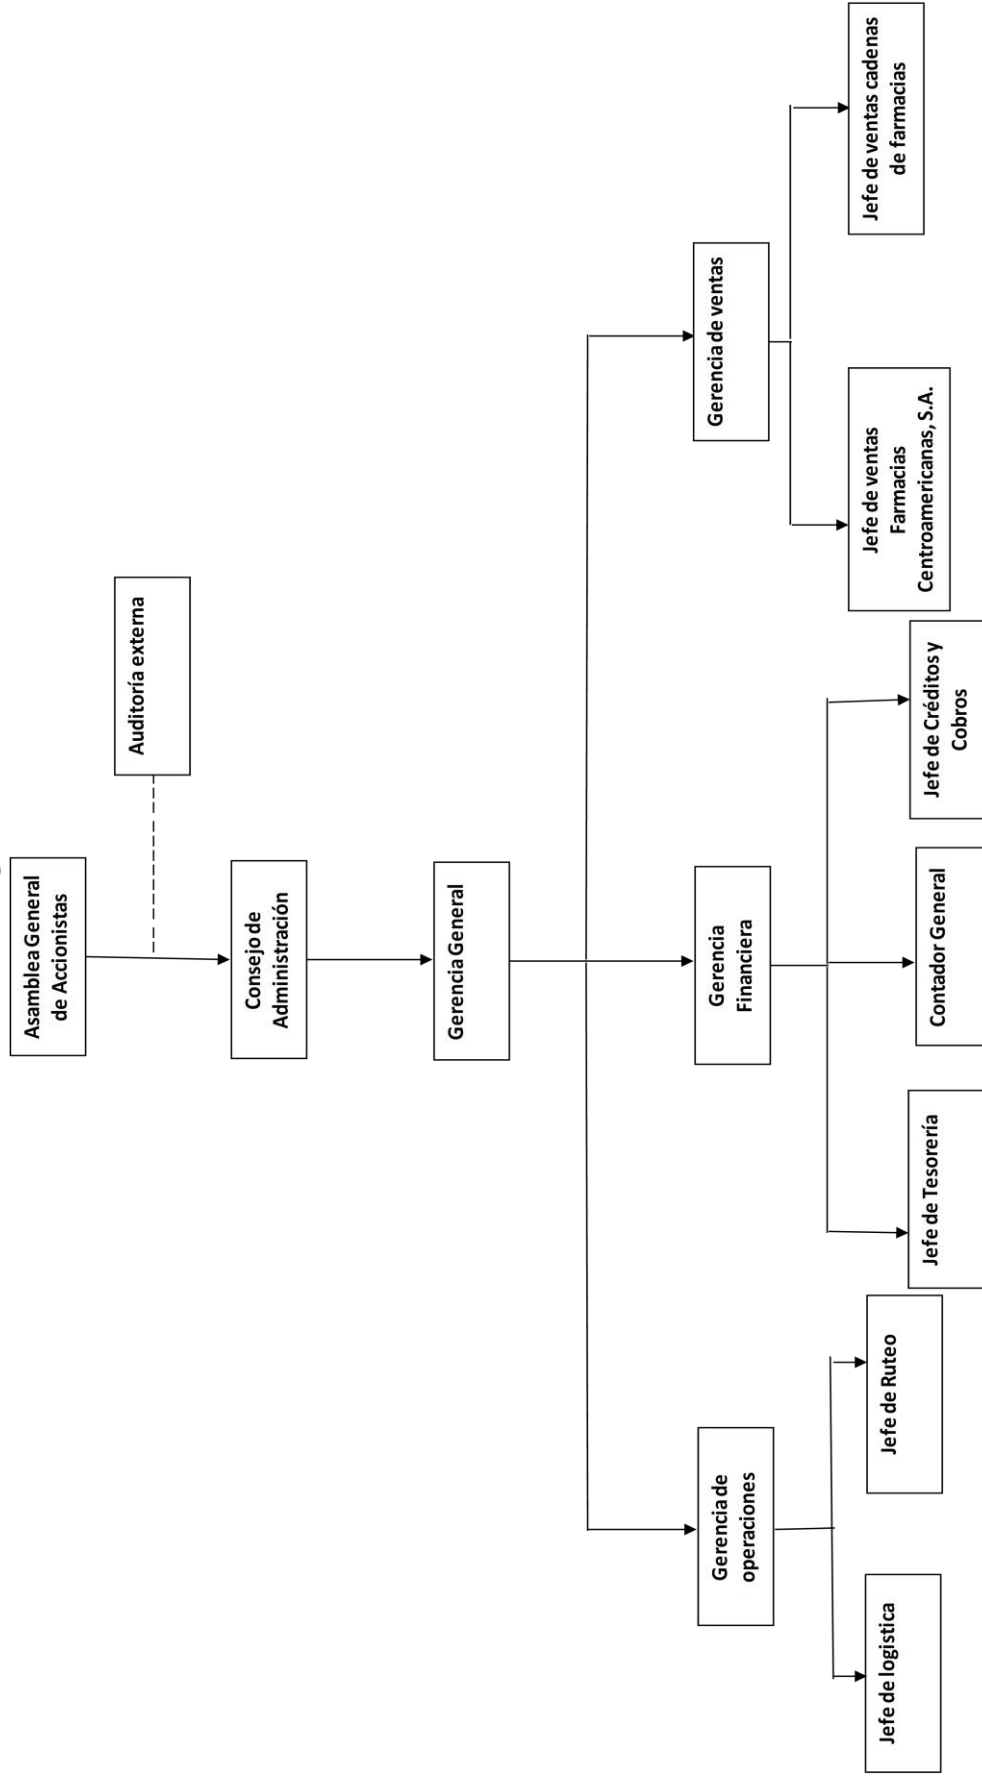 Asamblea General
de Accionistas
Auditoría externa
Consejo de
Administración
Gerencia General
Gerencia de
operaciones
Gerencia
Financiera
Gerencia de ventas
Jefe de logistica
Jefe de Ruteo
Jefe de Tesorería
Contador General
Jefe de Créditos y
Cobros
Jefe de ventas
Farmacias
Centroamericanas, S.A.
Jefe de ventas cadenas
de farmacias